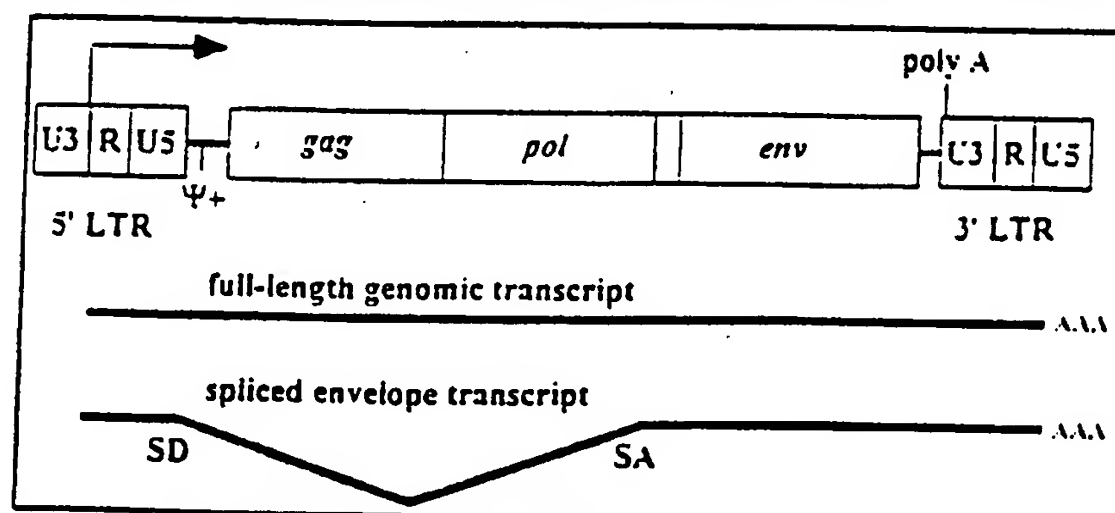 poly A
U3 R U5 gag pol env U3 R U5
Ψ+
5' LTR 3' LTR
full-length genomic transcript
AAA
spliced envelope transcript
AAA
SD SA